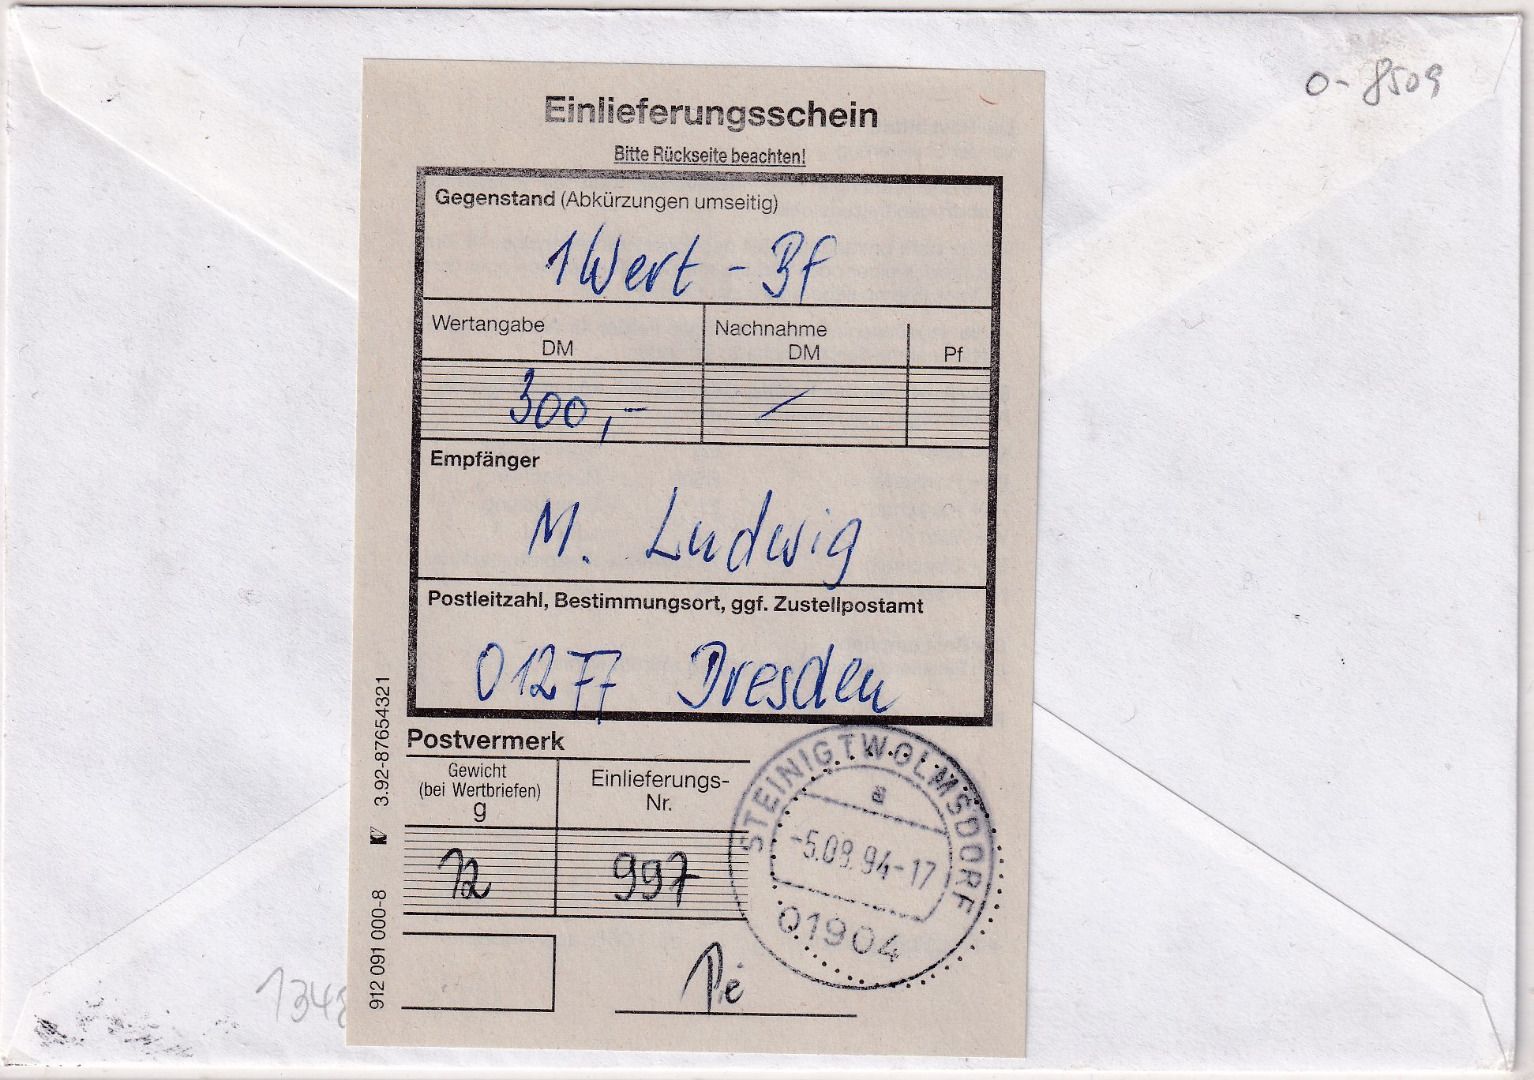 0-8509
Einlieferungsschein
Bitte Rückseite beachten!
Gegenstand (Abkürzungen umseitig)
1 Wert - Bf
Wertangabe
DM
Nachnahme
DM
Pf
300,-
Empfänger
M. Ludwig
Postleitzahl, Bestimmungsort, ggf. Zustellpostamt
01277 Dresden
Postvermerk
Gewicht
(bei Wertbriefen)
g
Einlieferungs-
Nr.
12
997
STEINIGTWOLMSDORF
a
-5.09.94-17
01904
912 091 000-8
3.92-87654321
134